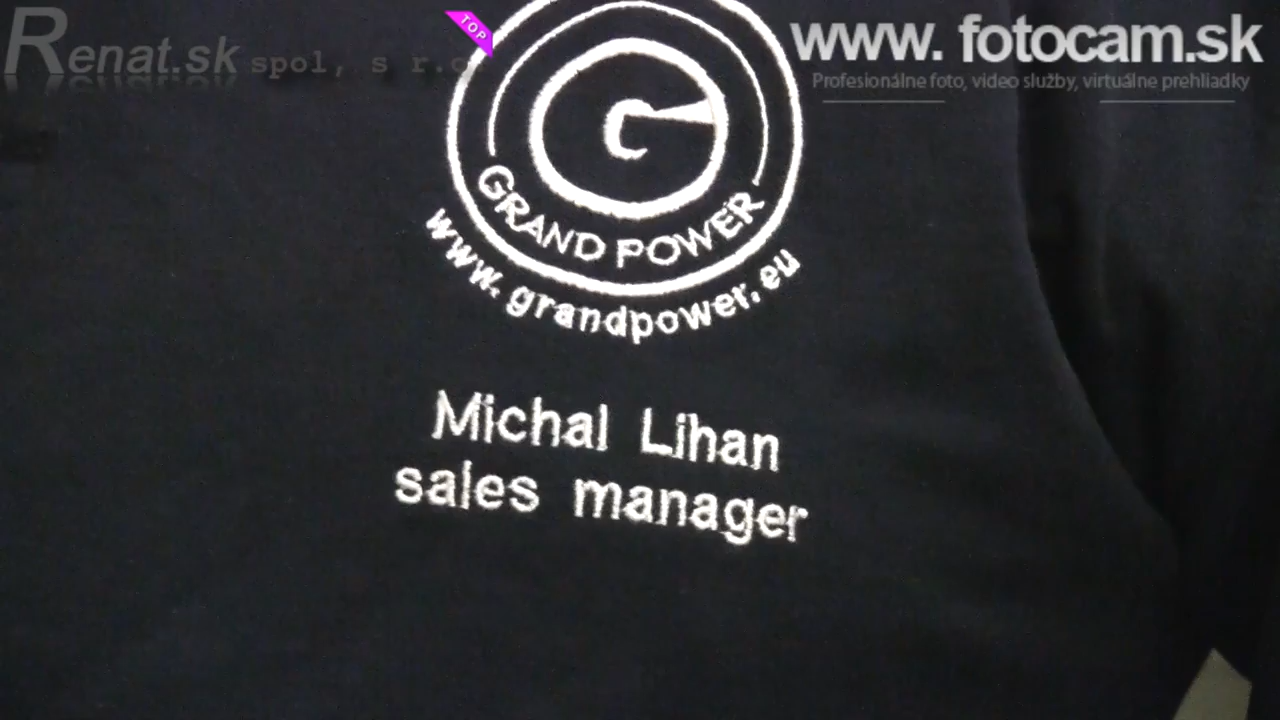 Renat.sk spol, s r.o
TOP
www. fotocam.sk
Profesionálne foto, video služby, virtuálne prehliadky
G
GRAND POWER
www.grandpower.eu
Michal Lihan
sales manager